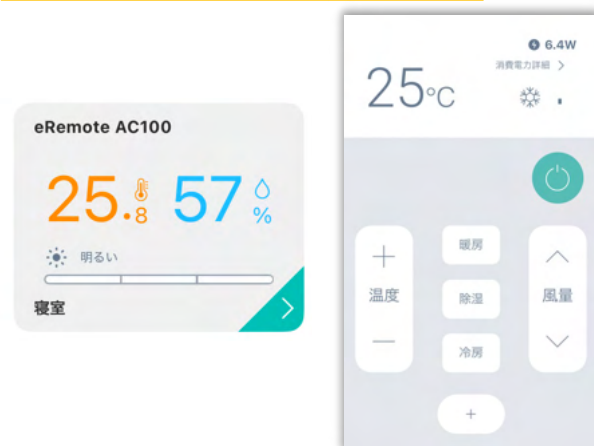 eRemote AC100
25.8 57 %
明るい
寝室
6.4W
消費電力詳細 >
25°C
暖房
+ 温度 −
除湿
風量
冷房
+